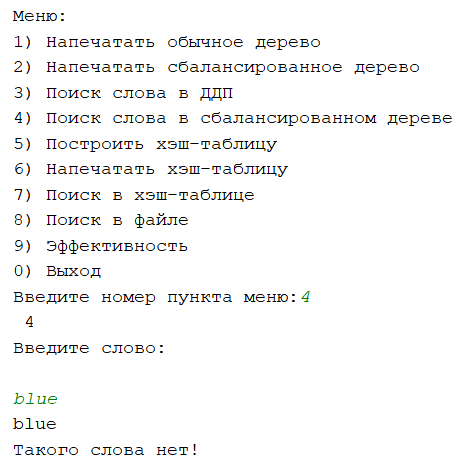 Меню:
1) Напечатать обычное дерево
2) Напечатать сбалансированное дерево
3) Поиск слова в ДДП
4) Поиск слова в сбалансированном дереве
5) Построить хэш-таблицу
6) Напечатать хэш-таблицу
7) Поиск в хэш-таблице
8) Поиск в файле
9) Эффективность
0) Выход
Введите номер пункта меню:4
4
Введите слово:
blue
blue
Такого слова нет!